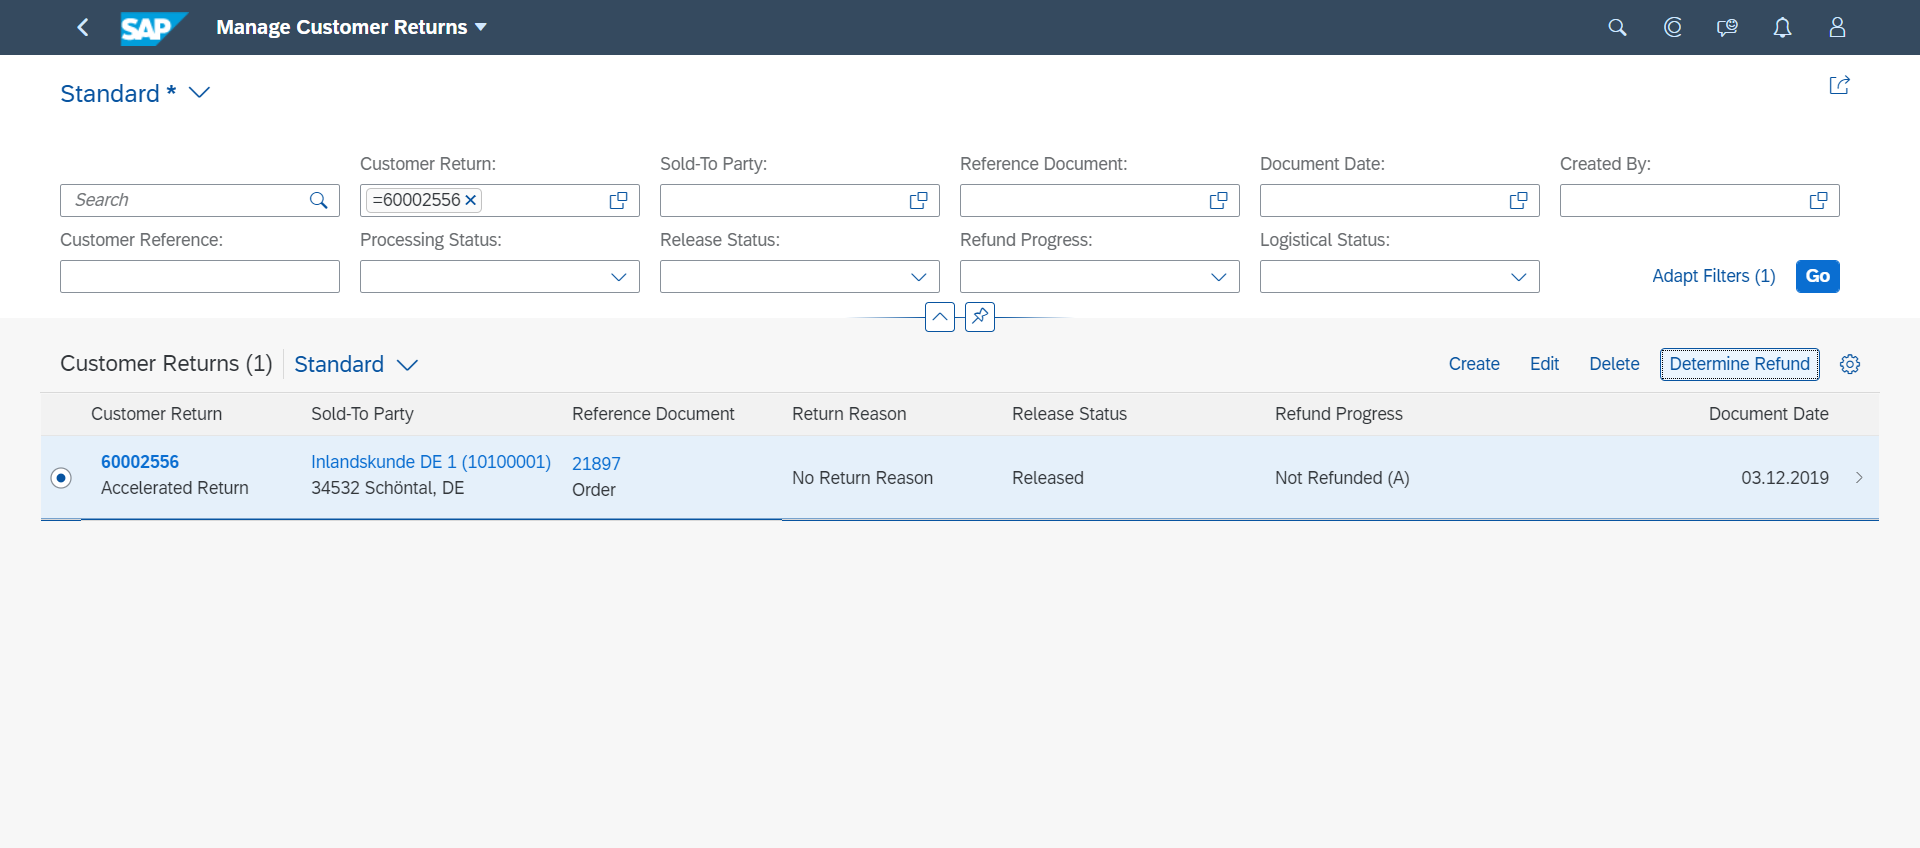 SAP Manage Customer Returns
Standard *
Customer Return: Sold-To Party: Reference Document: Document Date: Created By:
Search =60002556
Customer Reference: Processing Status: Release Status: Refund Progress: Logistical Status:
Adapt Filters (1) Go
Customer Returns (1) Standard Create Edit Delete Determine Refund
Customer Return Sold-To Party Reference Document Return Reason Release Status Refund Progress Document Date
60002556 Inlandskunde DE 1 (10100001) 21897
Accelerated Return 34532 Schöntal, DE Order No Return Reason Released Not Refunded (A) 03.12.2019